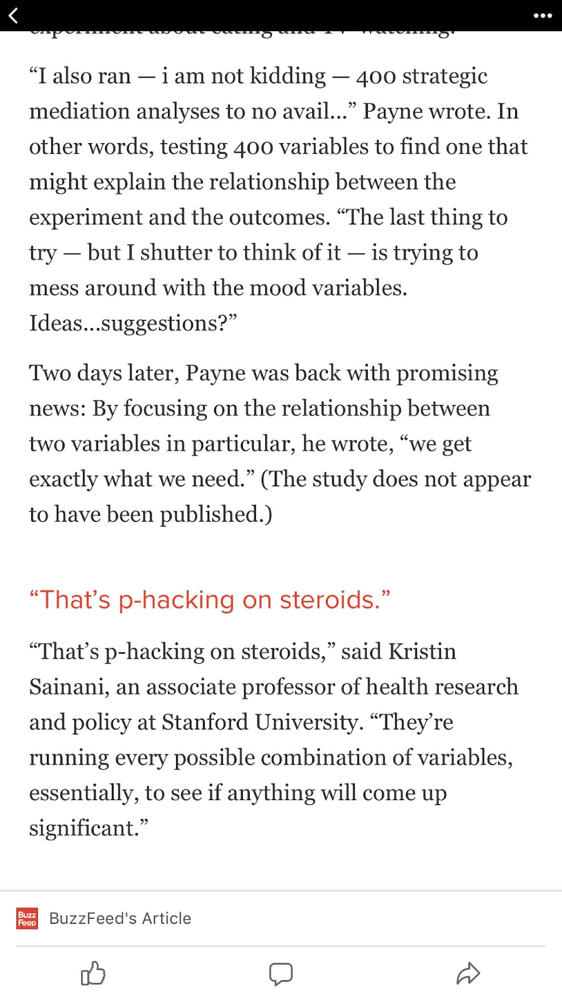 “I also ran — i am not kidding — 400 strategic
mediation analyses to no avail...” Payne wrote. In
other words, testing 400 variables to find one that
might explain the relationship between the
experiment and the outcomes. “The last thing to
try — but I shutter to think of it — is trying to
mess around with the mood variables.
Ideas...suggestions?”
Two days later, Payne was back with promising
news: By focusing on the relationship between
two variables in particular, he wrote, “we get
exactly what we need.” (The study does not appear
to have been published.)
“That’s p-hacking on steroids.”
“That’s p-hacking on steroids,” said Kristin
Sainani, an associate professor of health research
and policy at Stanford University. “They’re
running every possible combination of variables,
essentially, to see if anything will come up
significant.”
Buzz
FeeD
BuzzFeed's Article